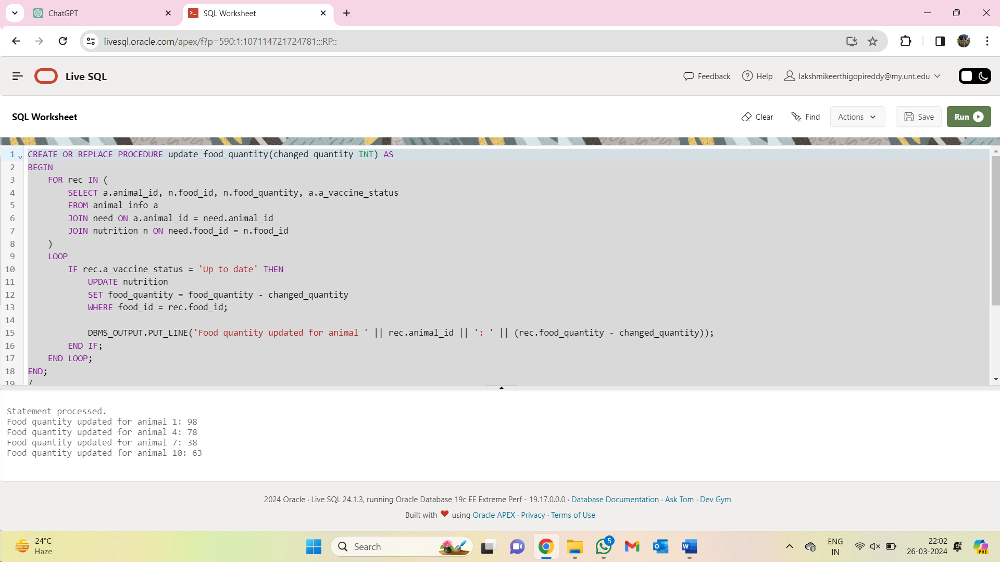 ChatGPT
SQL Worksheet
livesql.oracle.com/apex/f?p=590:1:107114721724781:::RP::
Live SQL
Feedback
Help
lakshmikeerthigopireddy@my.unt.edu
SQL Worksheet
Clear
Find
Actions
Save
Run
1 CREATE OR REPLACE PROCEDURE update_food_quantity(changed_quantity INT) AS
2 BEGIN
3 FOR rec IN (
4 SELECT a.animal_id, n.food_id, n.food_quantity, a.a_vaccine_status
5 FROM animal_info a
6 JOIN need ON a.animal_id = need.animal_id
7 JOIN nutrition n ON need.food_id = n.food_id
8 )
9 LOOP
10 IF rec.a_vaccine_status = 'Up to date' THEN
11 UPDATE nutrition
12 SET food_quantity = food_quantity - changed_quantity
13 WHERE food_id = rec.food_id;
14
15 DBMS_OUTPUT.PUT_LINE('Food quantity updated for animal ' || rec.animal_id || ': ' || (rec.food_quantity - changed_quantity));
16 END IF;
17 END LOOP;
18 END;
19 /
Statement processed.
Food quantity updated for animal 1: 98
Food quantity updated for animal 4: 78
Food quantity updated for animal 7: 38
Food quantity updated for animal 10: 63
2024 Oracle · Live SQL 24.1.3, running Oracle Database 19c EE Extreme Perf - 19.17.0.0.0 · Database Documentation · Ask Tom · Dev Gym
Built with ❤ using Oracle APEX · Privacy · Terms of Use
24°C
Haze
Search
5
ENG
IN
22:02
26-03-2024
PRE